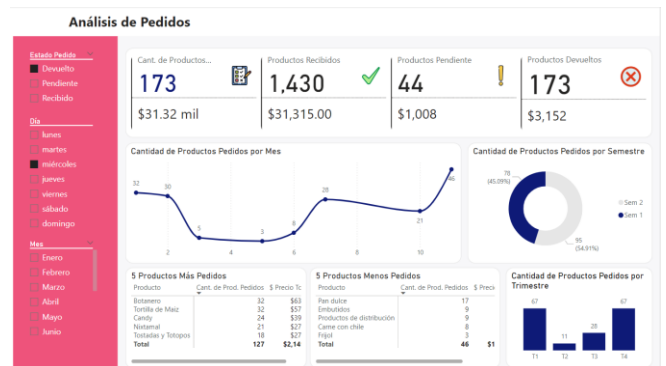 Análisis de Pedidos
Estado Pedido
Devuelto
Pendiente
Recibido
Día
lunes
martes
miércoles
jueves
viernes
sábado
domingo
Mes
Enero
Febrero
Marzo
Abril
Mayo
Junio
Cant. de Productos...
173
$31.32 mil
Productos Recibidos
1,430
$31,315.00
Productos Pendiente
44
$1,008
Productos Devueltos
173
$3,152
Cantidad de Productos Pedidos por Mes
32
30
5
3
8
28
21
46
2 4 6 8 10
Cantidad de Productos Pedidos por Semestre
78
(45.09%)
95
(54.91%)
Sem 2
Sem 1
5 Productos Más Pedidos
Producto Cant. de Prod. Pedidos $ Precio Tc
Botanero 32 $63
Tortilla de Maiz 32 $57
Candy 24 $39
Nixtamal 21 $27
Tostadas y Totopos 18 $27
Total 127 $2,14
5 Productos Menos Pedidos
Producto Cant. de Prod. Pedidos $ Preci
Pan dulce 17
Embutidos 9
Productos de distribución 9
Carne con chile 8
Frijol 3
Total 46 $1
Cantidad de Productos Pedidos por
Trimestre
67
11
28
67
T1 T2 T3 T4